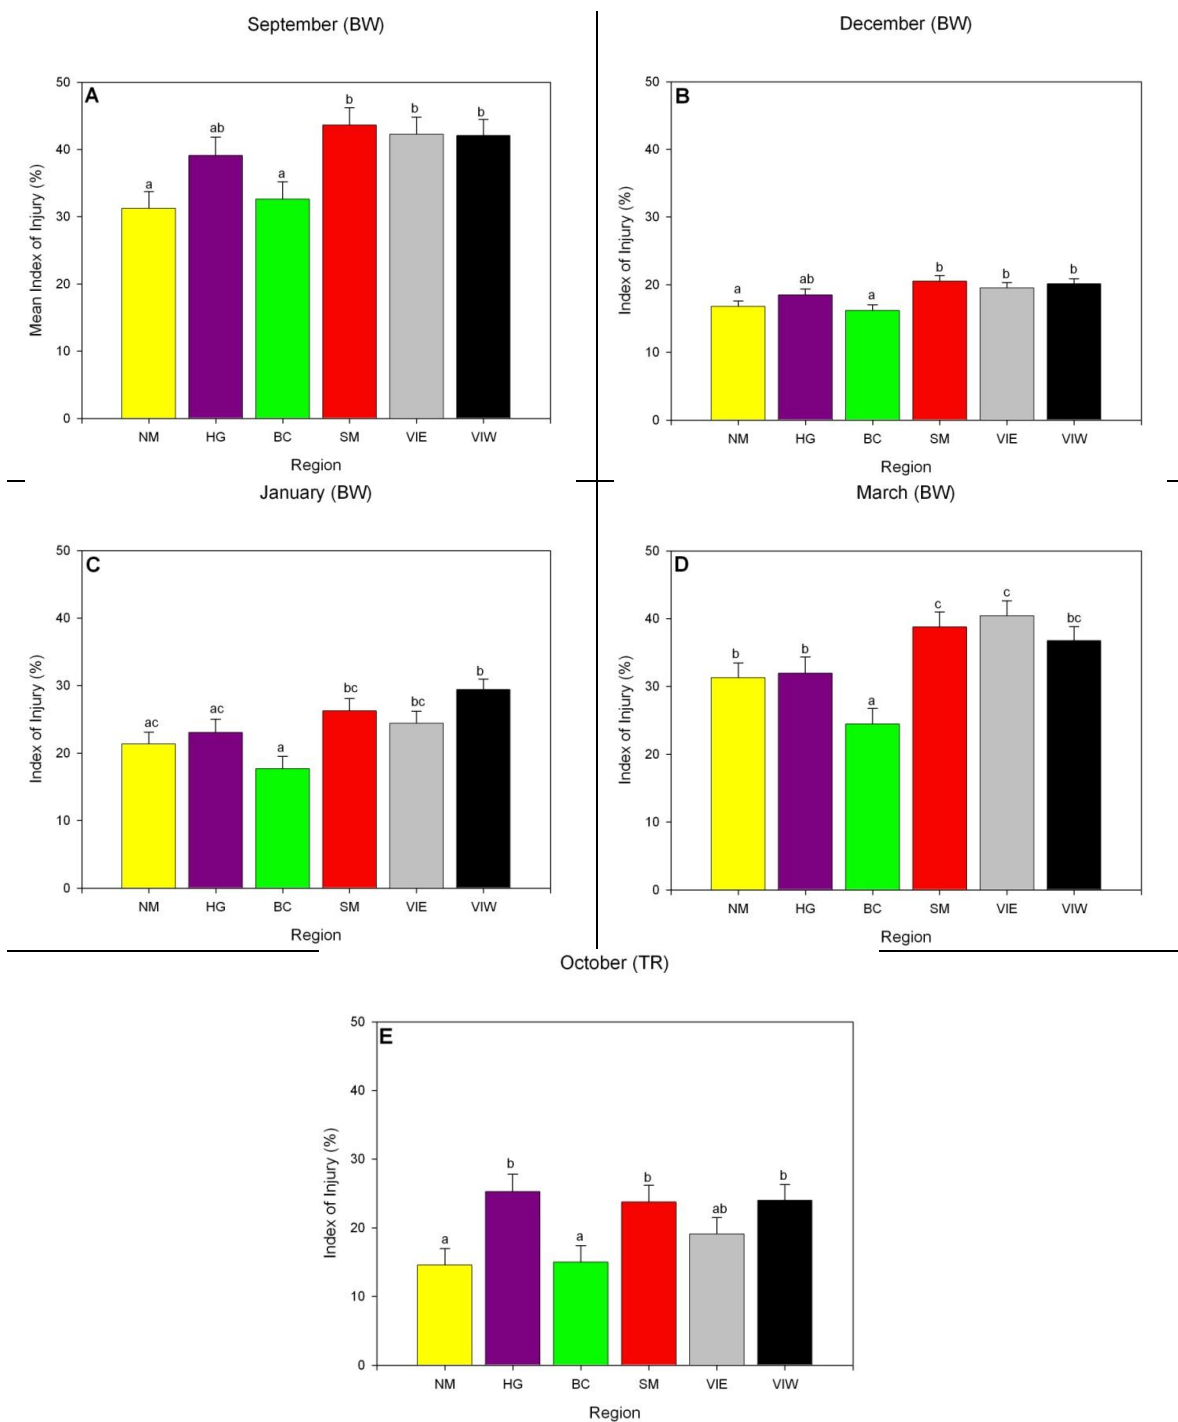 September (BW)
A
Mean Index of Injury (%)
50
40
30
20
10
0
a
ab
a
b
b
b
NM HG BC SM VIE VIW
Region
December (BW)
B
Index of Injury (%)
50
40
30
20
10
0
a
ab
a
b
b
b
NM HG BC SM VIE VIW
Region
January (BW)
C
Index of Injury (%)
50
40
30
20
10
0
ac
ac
a
bc
bc
b
NM HG BC SM VIE VIW
Region
March (BW)
D
Index of Injury (%)
50
40
30
20
10
0
b
b
a
c
c
bc
NM HG BC SM VIE VIW
Region
October (TR)
E
Index of Injury (%)
50
40
30
20
10
0
a
b
a
b
ab
b
NM HG BC SM VIE VIW
Region